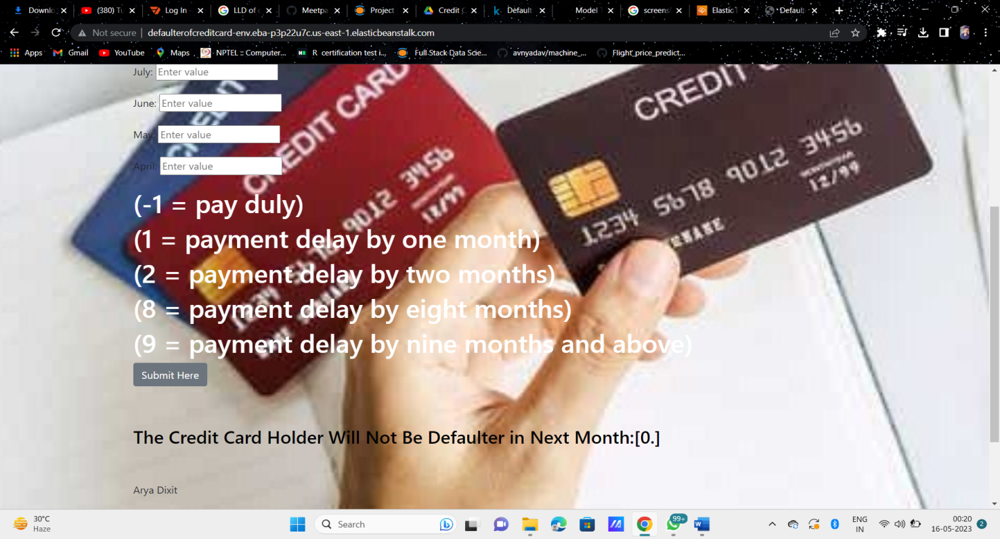 Downlo
(380) Tu
Log In
LLD of c
Meetpa
Project
Credit C
Default
Model T
screens
Elastic B
Default
Not secure | defaulterofcreditcard-env.eba-p3p22u7c.us-east-1.elasticbeanstalk.com
Apps
Gmail
YouTube
Maps
NPTEL :: Computer...
R certification test i...
Full Stack Data Scie...
avnyadav/machine_...
Flight_price_predict...
July: Enter value
June: Enter value
May: Enter value
April: Enter value
(-1 = pay duly)
(1 = payment delay by one month)
(2 = payment delay by two months)
(8 = payment delay by eight months)
(9 = payment delay by nine months and above)
Submit Here
The Credit Card Holder Will Not Be Defaulter in Next Month:[0.]
Arya Dixit
CREDIT CARD
1234 5678 9012 3456
12/99
9012 3456
12/99
30°C
Haze
Search
99+
ENG
IN
00:20
16-05-2023
2